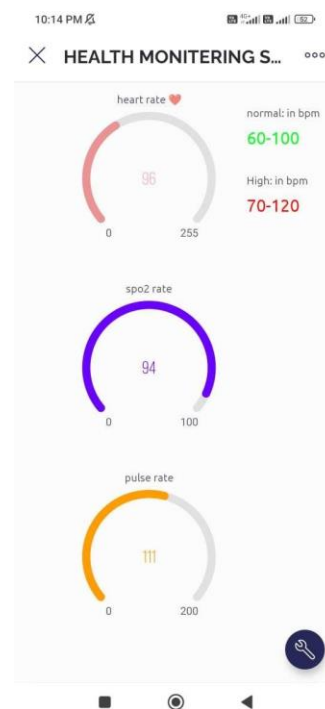 10:14 PM
52
HEALTH MONITERING S...
heart rate
normal: in bpm
60-100
96
High: in bpm
70-120
0 255
spo2 rate
94
0 100
pulse rate
111
0 200